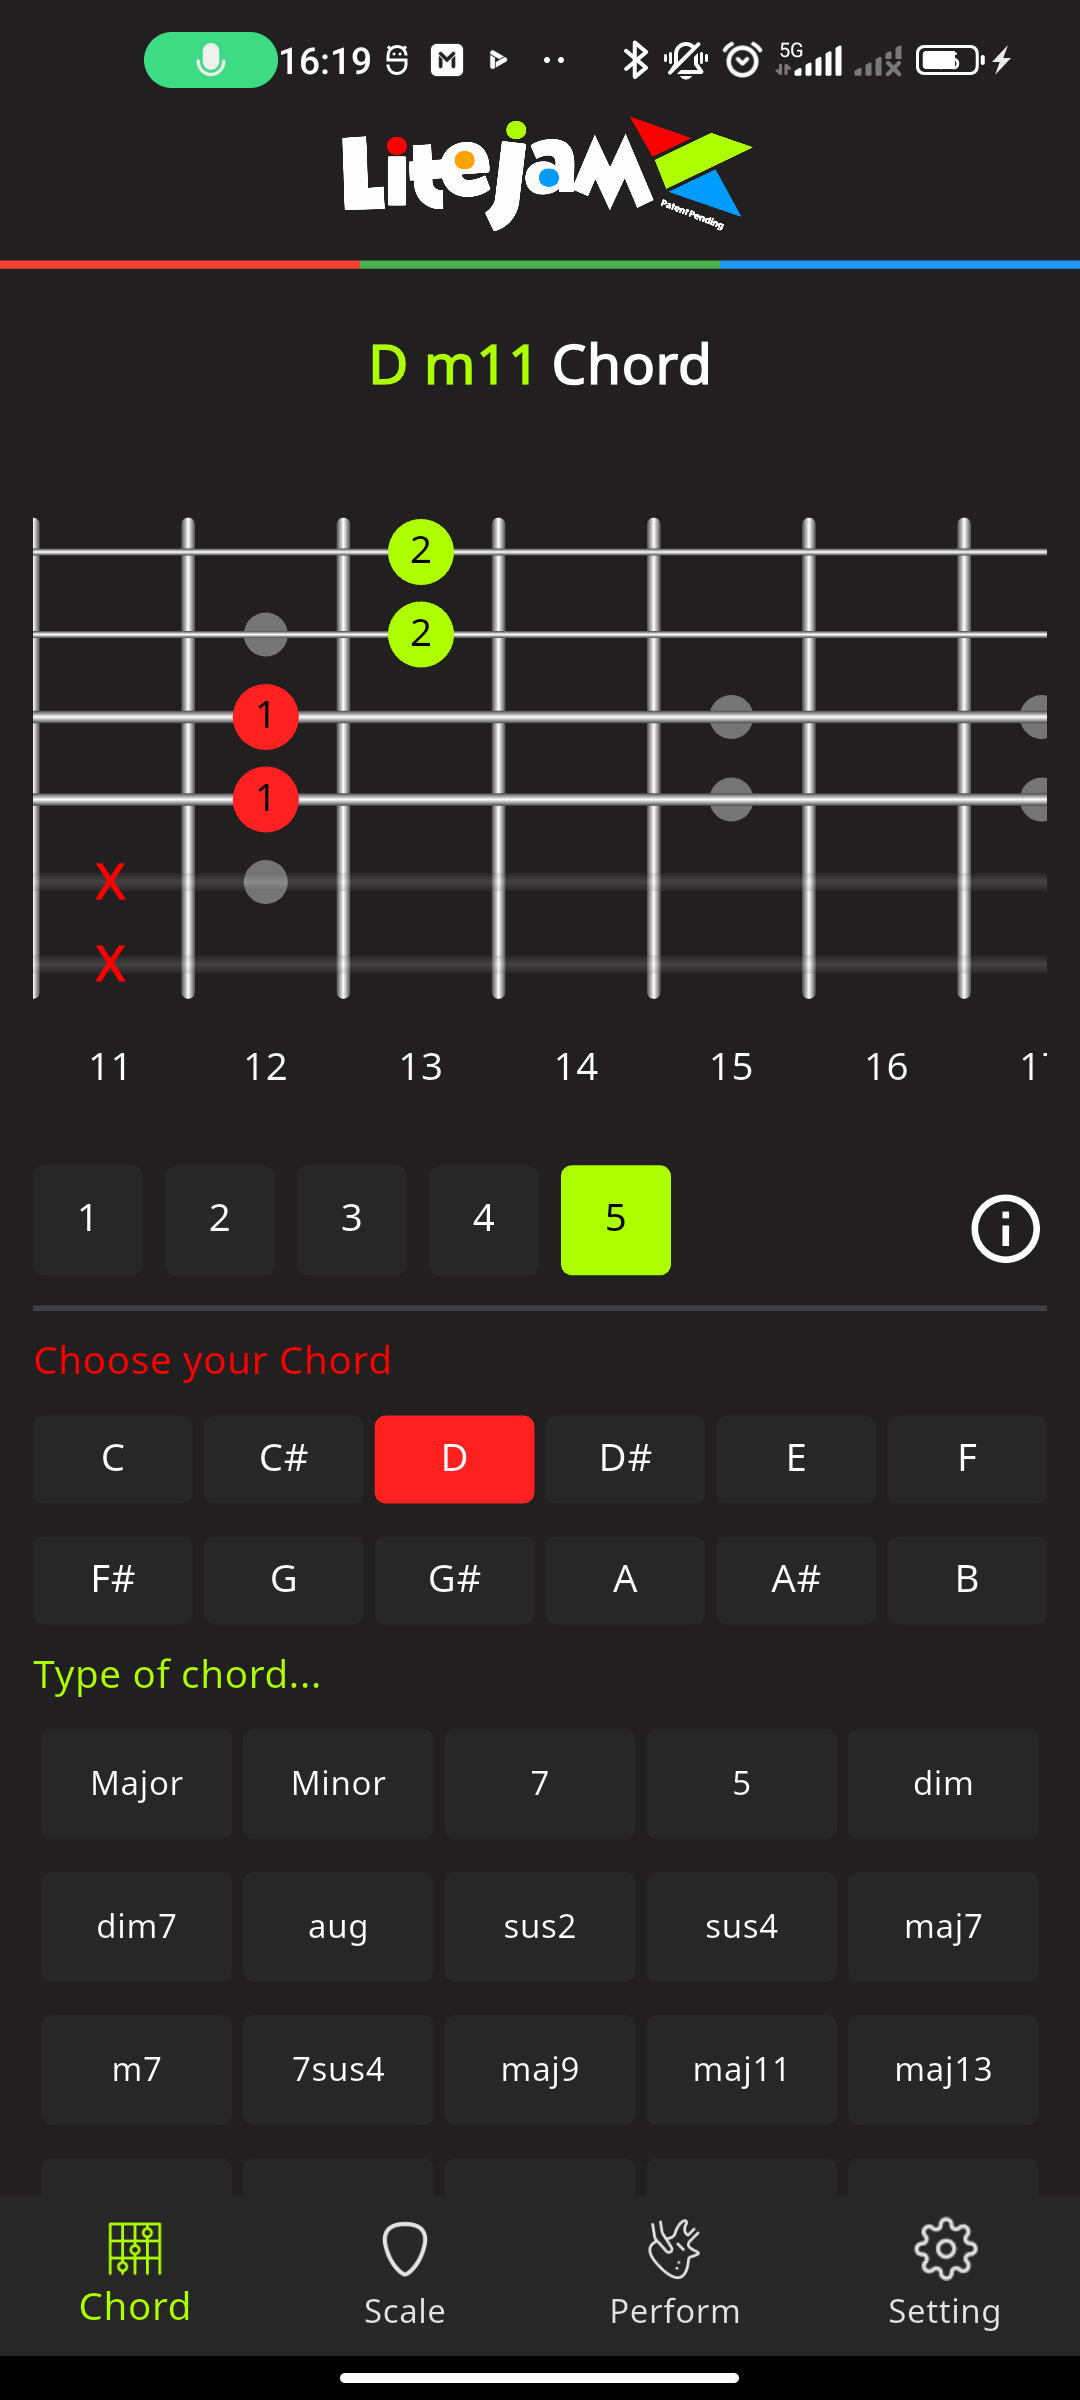 16:19 5G
Litejam
Patent Pending
D m11 Chord
2
2
1
1
X
X
11 12 13 14 15 16
1 2 3 4 5
Choose your Chord
C C# D D# E F
F# G G# A A# B
Type of chord...
Major Minor 7 5 dim
dim7 aug sus2 sus4 maj7
m7 7sus4 maj9 maj11 maj13
Chord Scale Perform Setting